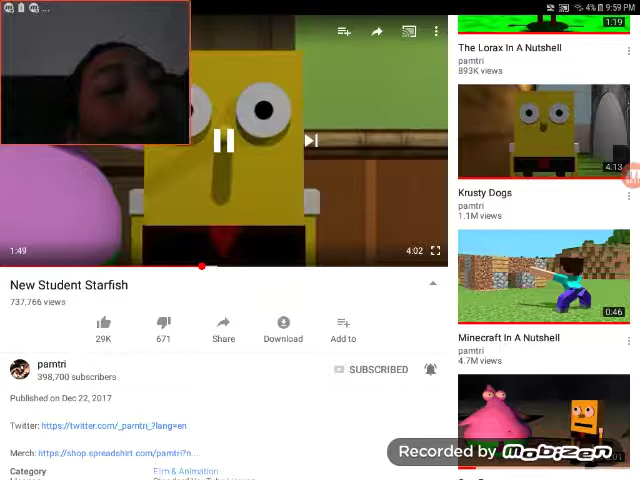 4% 9:59 PM
1:49
4:02
New Student Starfish
737,766 views
29K
671
Share
Download
Add to
pamtri
398,700 subscribers
SUBSCRIBED
Published on Dec 22, 2017
Twitter: https://twitter.com/_pamtri_?lang=en
Merch: https://shop.spreadshirt.com/pamtri?n...
Category
Film & Animation
1:19
The Lorax In A Nutshell
pamtri
893K views
4:13
Krusty Dogs
pamtri
1.1M views
0:46
Minecraft In A Nutshell
pamtri
4.7M views
Recorded by mobizen